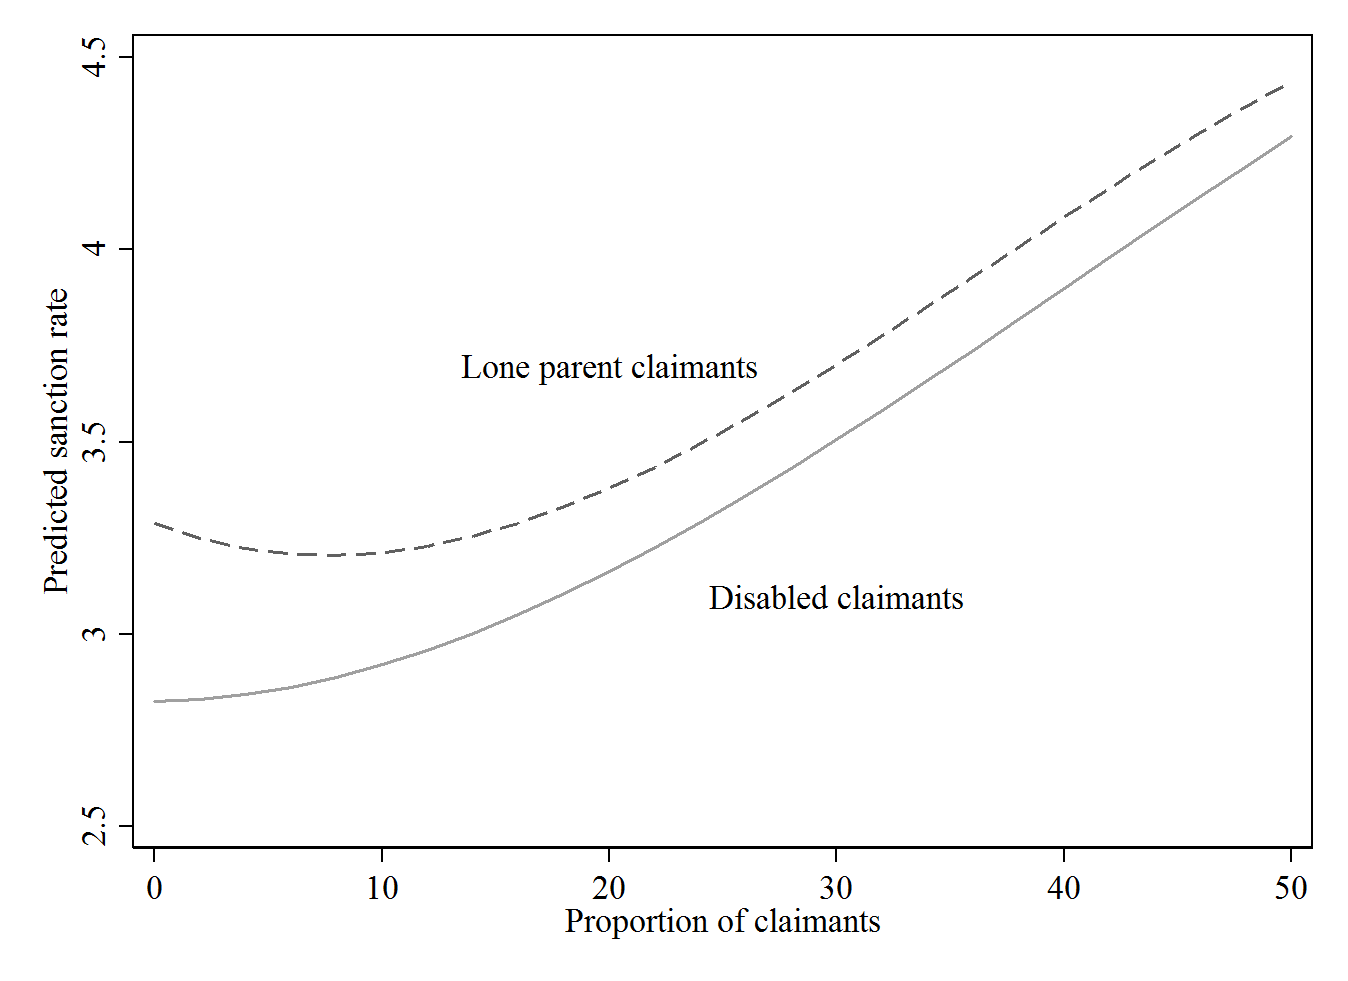 Predicted sanction rate
4.5
4
3.5
3
2.5
Lone parent claimants
Disabled claimants
0 10 20 30 40 50
Proportion of claimants